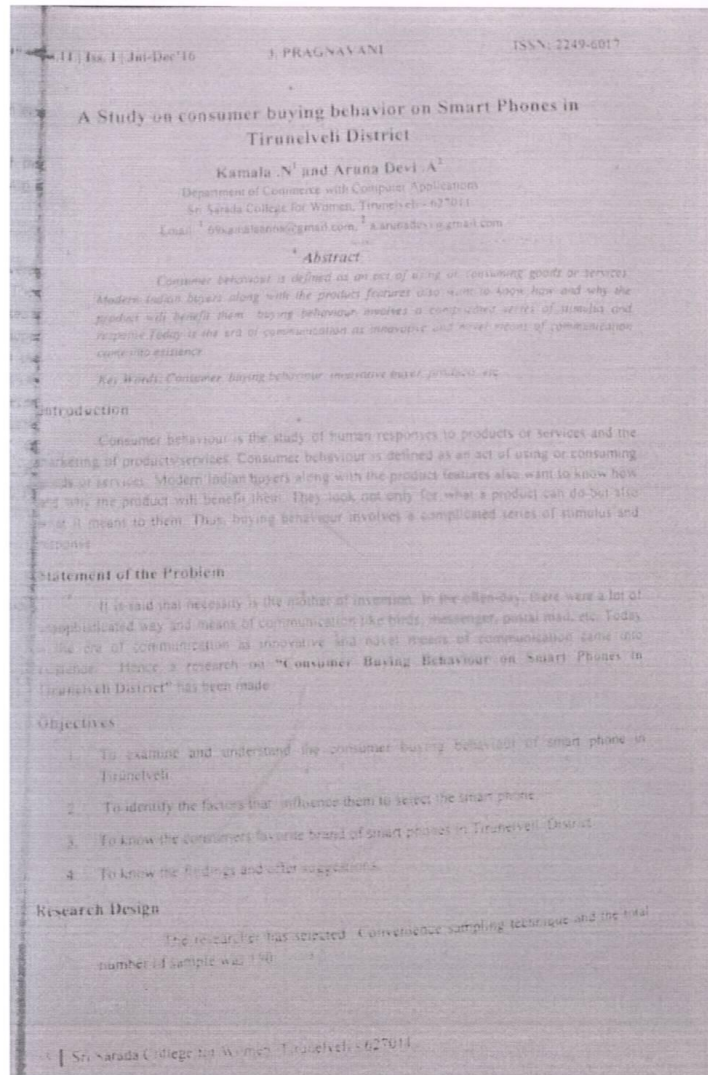 11 | Iss. 1 | Jul-Dec'16 J. PRAGNAVANI ISSN: 2249-6017
A Study on consumer buying behavior on Smart Phones in
Tirunelveli District
Kamala .N¹ and Aruna Devi .A²
Department of Commerce with Computer Applications
Sri Sarada College for Women, Tirunelveli - 627011
Email
Abstract
Consumer behaviour is defined as an act of using or consuming goods or services.
Modern Indian buyers along with the product features also want to know how and why the
product will benefit them. buying behaviour involves a complicated series of stimulus and
response.Today is the era of communication as innovative and novel means of communication
came into existence
Key Words: Consumer, buying behaviour, innovative buyer, products, etc
Introduction
Consumer behaviour is the study of human responses to products or services and the
marketing of products/services. Consumer behaviour is defined as an act of using or consuming
goods or services. Modern Indian buyers along with the product features also want to know how
and why the product will benefit them. They look not only for what a product can do but also
what it means to them. Thus, buying behaviour involves a complicated series of stimulus and
response.
Statement of the Problem
It is said that necessity is the mother of invention. In the olden-day, there were a lot of
unsophisticated way and means of communication like birds, messenger, postal mail, etc. Today
is the era of communication as innovative and novel means of communication came into
existence. Hence a research on "Consumer Buying Behaviour on Smart Phones in
Tirunelveli District" has been made.
Objectives
1. To examine and understand the consumer buying behaviour of smart phone in
Tirunelveli.
2. To identify the factors that influence them to select the smart phone.
3. To know the consumers favorite brand of smart phones in Tirunelveli District.
4. To know the findings and offer suggestions.
Research Design
The researcher has selected Convenience sampling technique and the total
number of sample was
| Sri Sarada College for Women, Tirunelveli - 627011